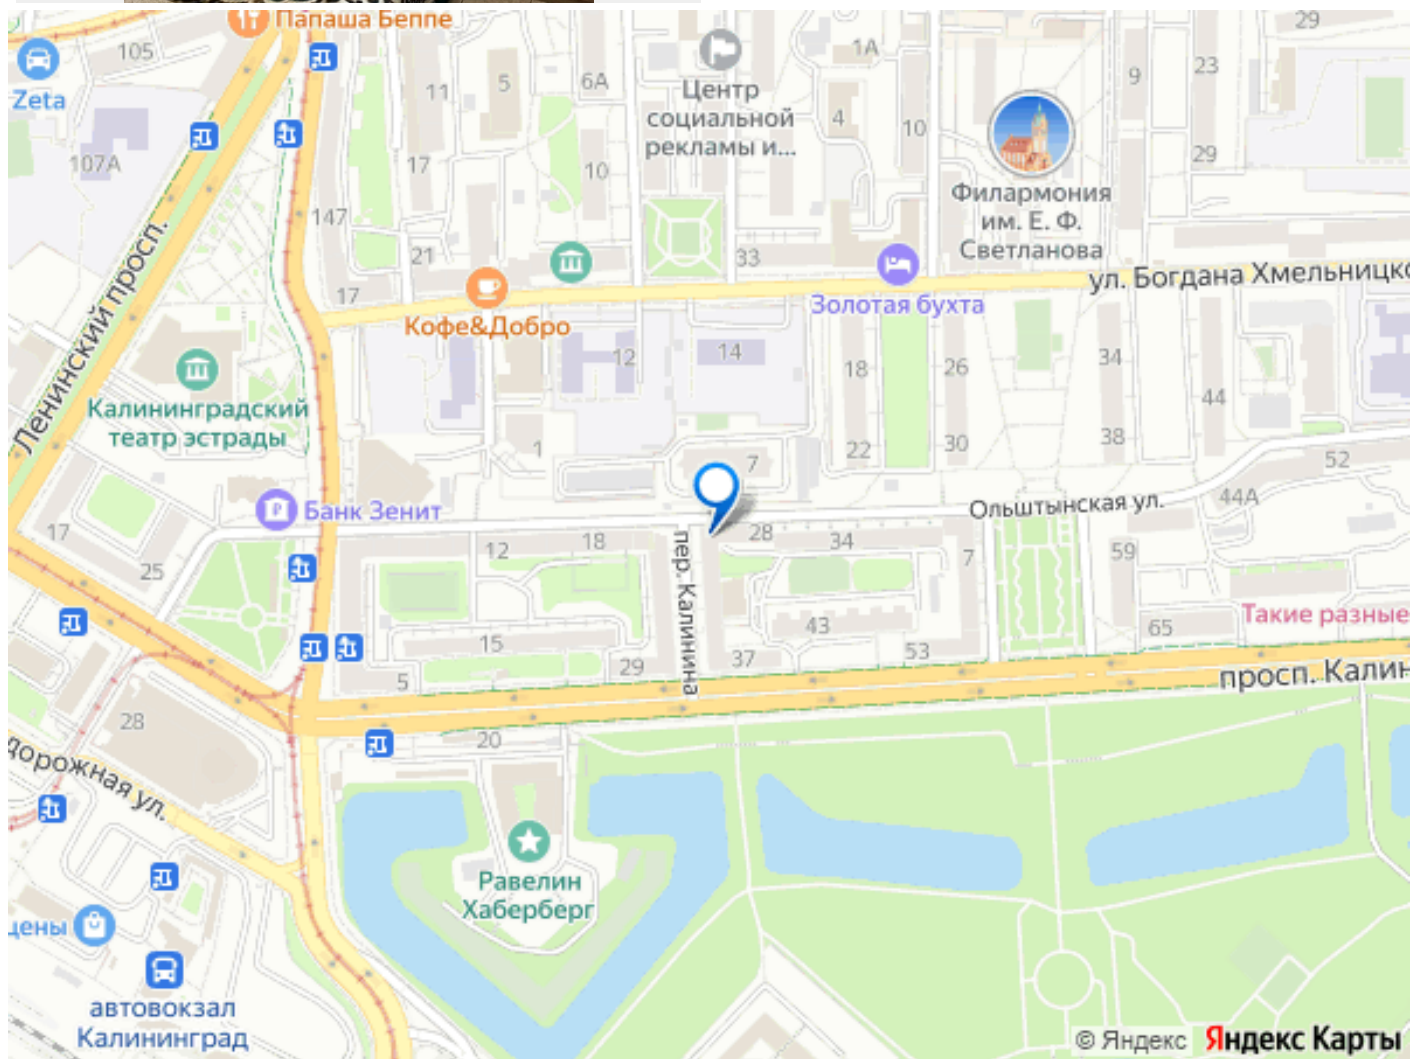 Папаша Беппе
29
105
1А
Zeta
11
5
6А
Центр
социальной
рекламы и...
4
9
23
10
107А
17
10
29
147
Филармония
им. Е. Ф.
Светланова
21
33
ул. Богдана Хмельницко
17
Золотая бухта
Кофе&Добро
Ленинский просп.
12
14
18
26
34
44
Калининградский
театр эстрады
1
22
30
38
7
52
44А
Банк Зенит
Ольштынская ул.
17
12
18
28
34
7
59
25
пер. Калинина
Такие разные
15
43
65
29
37
53
5
просп. Калин
28
20
дорожная ул.
Равелин
Хаберберг
цены
автовокзал
Калининград
© Яндекс Яндекс Карты